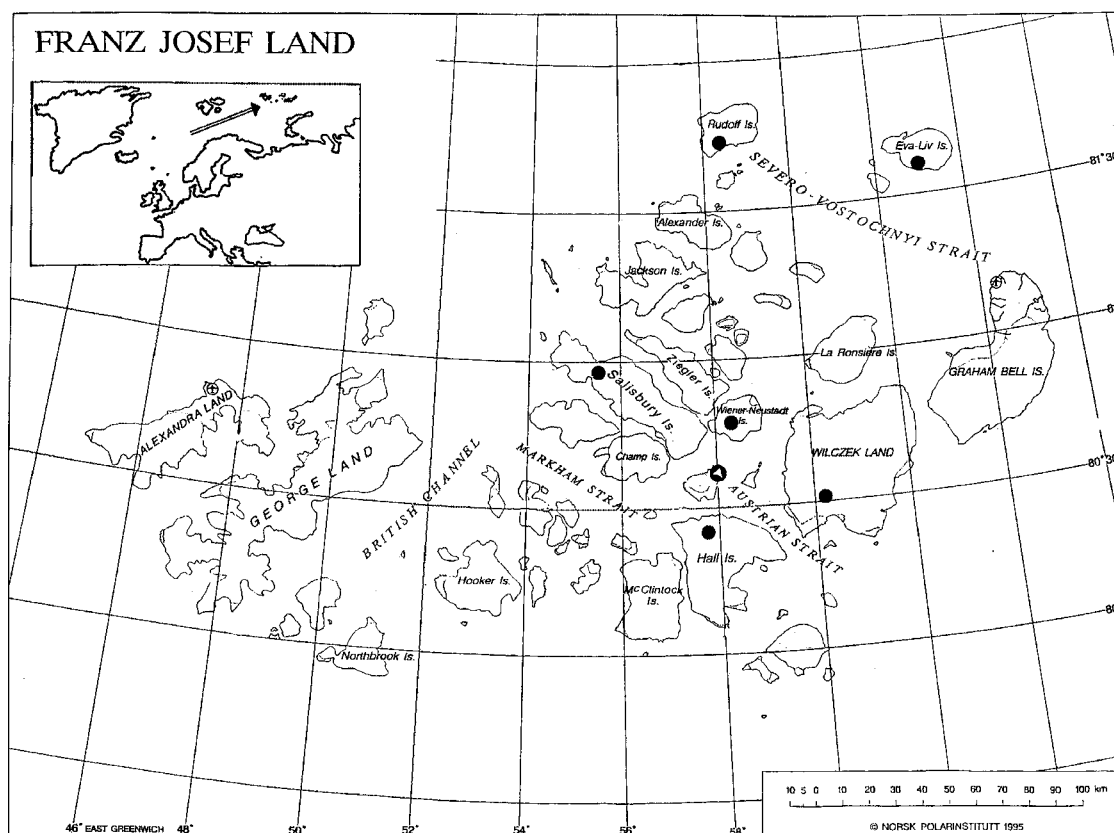 FRANZ JOSEF LAND
Rudolf Is.
Eva-Liv Is.
81°30
SEVERO-VOSTOCHNYI STRAIT
Alexander Is.
Jackson Is.
La Ronsiére Is.
GRAHAM BELL IS.
Ziegler Is.
Salisbury Is.
Wiener-Neustadt
Is.
ALEXANDRA LAND
GEORGE LAND
BRITISH CHANNEL
MARKHAM STRAIT
Champ Is.
WILCZEK LAND
80°30
AUSTRIAN STRAIT
Hall Is.
Hooker Is.
McClintock
Is.
80
Northbrook Is.
10 5 0 10 20 30 40 50 60 70 80 90 100 km
© NORSK POLARINSTITUTT 1995
46° EAST GREENWICH 48° 50° 52° 54° 56° 58°